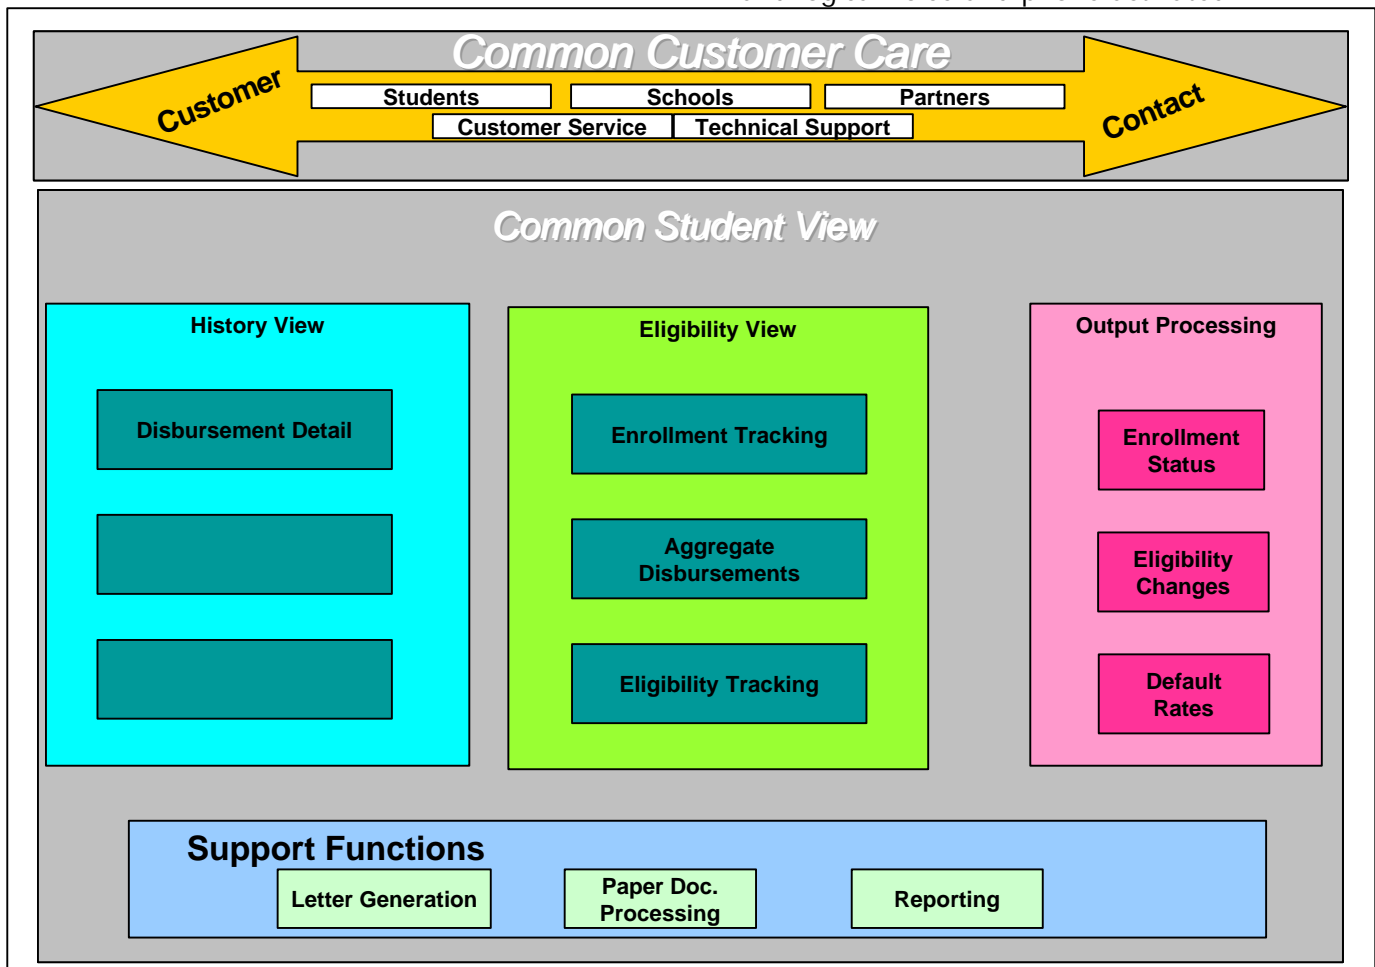 Common Customer Care
Customer
Students
Schools
Partners
Contact
Customer Service
Technical Support
Common Student View
History View
Disbursement Detail
Eligibility View
Enrollment Tracking
Aggregate
Disbursements
Eligibility Tracking
Output Processing
Enrollment
Status
Eligibility
Changes
Default
Rates
Support Functions
Letter Generation
Paper Doc.
Processing
Reporting